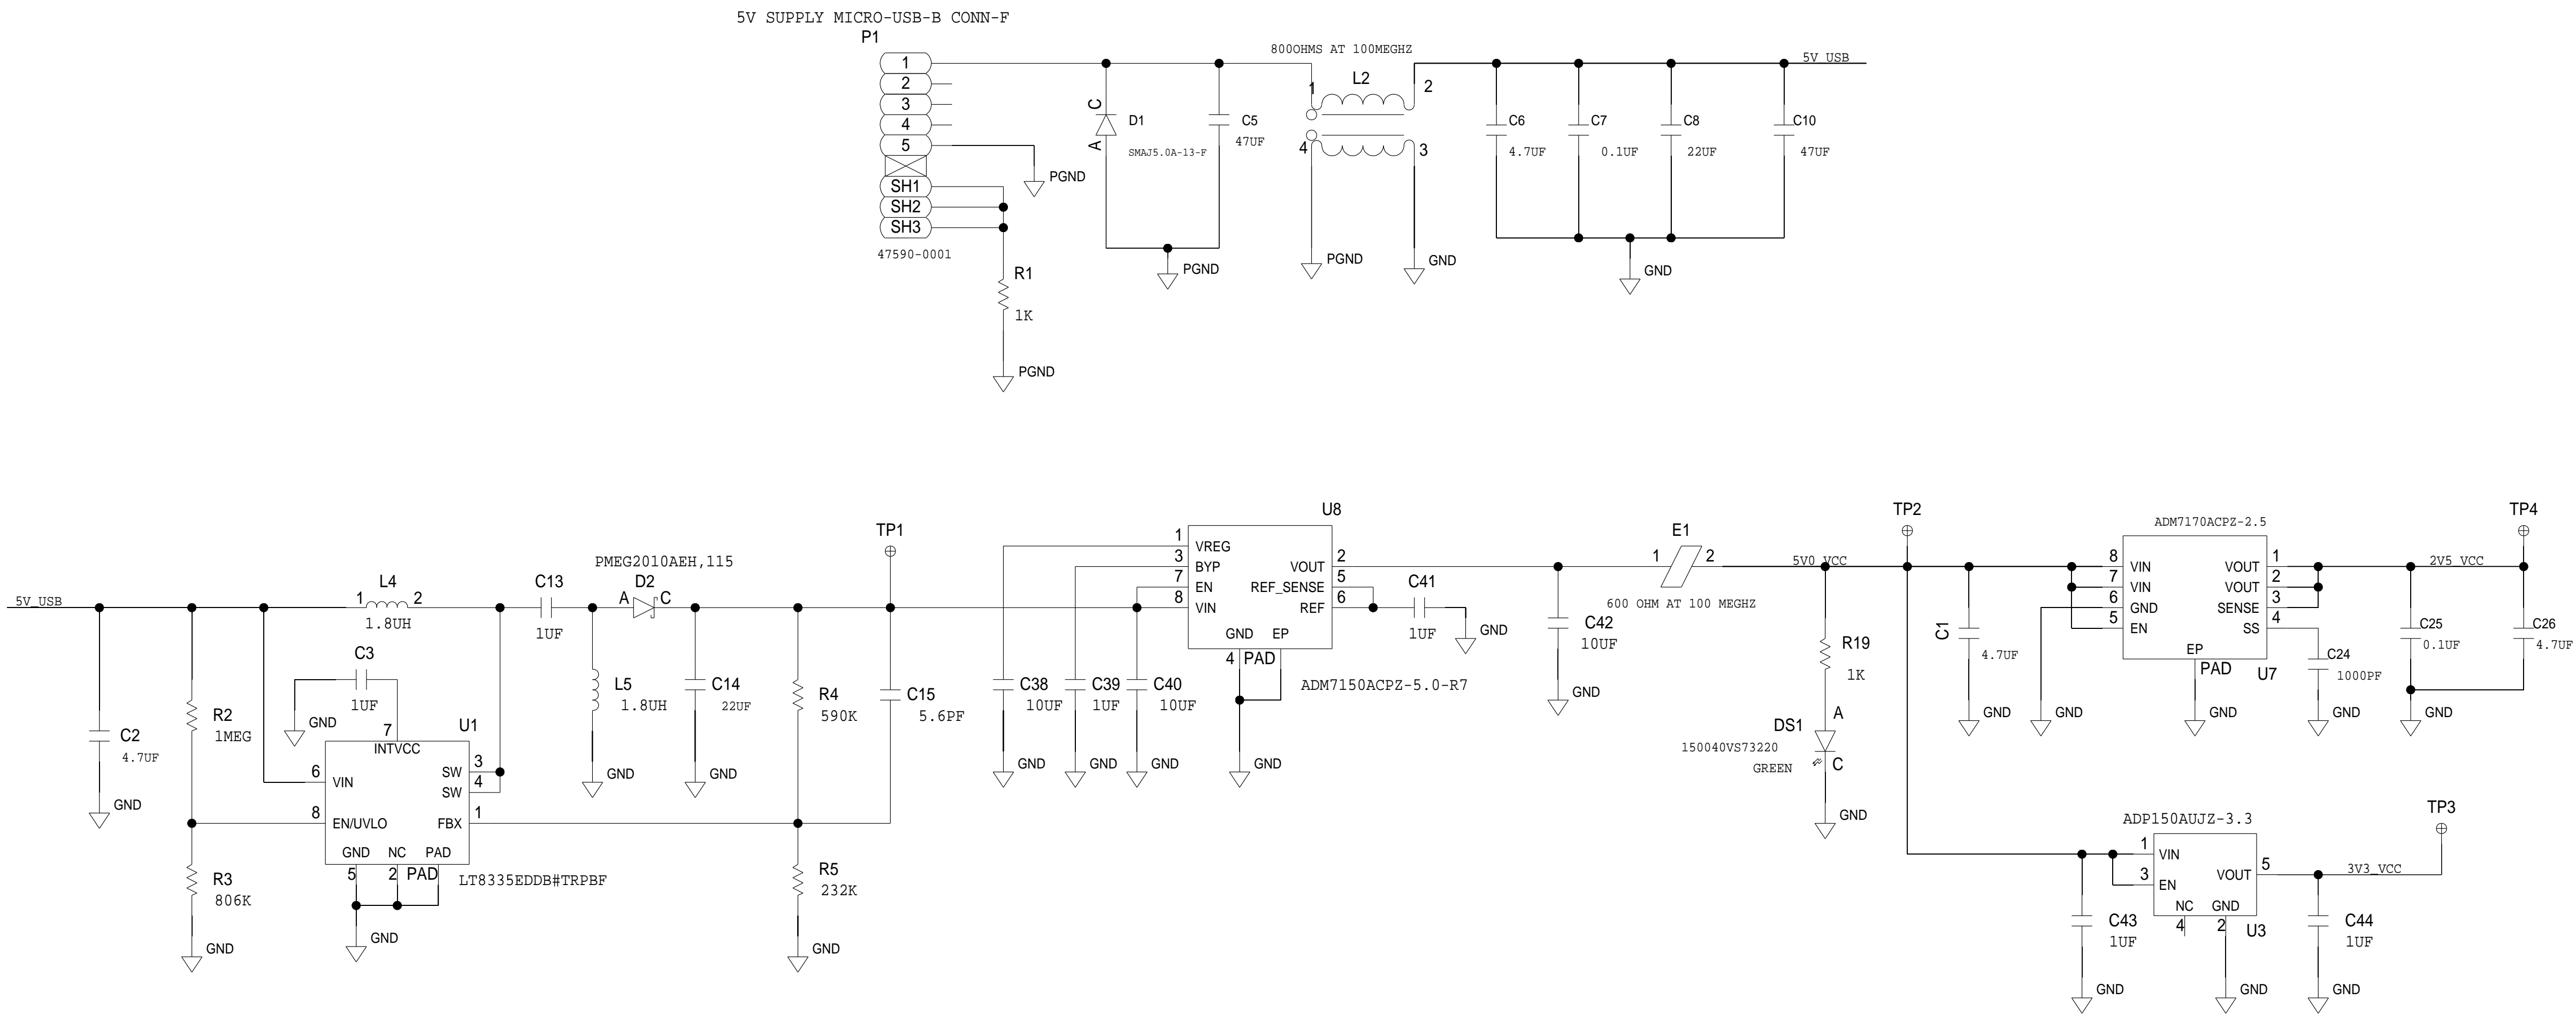 5V SUPPLY MICRO-USB-B CONN-F
P1
1
2
3
4
5
SH1
SH2
SH3
47590-0001
PGND
R1
1K
PGND
C
A
D1
SMAJ5.0A-13-F
C5
47UF
PGND
800OHMS AT 100MEGHZ
L2
1
2
4
3
PGND
GND
C6
4.7UF
C7
0.1UF
C8
22UF
C10
47UF
5V_USB
GND
5V_USB
C2
4.7UF
GND
R2
1MEG
R3
806K
GND
L4
1
2
1.8UH
C3
1UF
GND
7
INTVCC
U1
6
VIN
8
EN/UVLO
SW
3
SW
4
FBX
1
GND
NC
PAD
5
2
PAD
LT8335EDDB#TRPBF
GND
C13
1UF
PMEG2010AEH,115
D2
A
C
L5
1.8UH
GND
C14
22UF
GND
R4
590K
R5
232K
GND
TP1
C15
5.6PF
C38
10UF
GND
C39
1UF
GND
C40
10UF
GND
U8
1
VREG
3
BYP
7
EN
8
VIN
VOUT
2
REF_SENSE
5
REF
6
GND
EP
4
PAD
ADM7150ACPZ-5.0-R7
GND
C41
1UF
GND
C42
10UF
GND
E1
1
2
600 OHM AT 100 MEGHZ
5V0_VCC
R19
1K
DS1
A
150040VS73220
GREEN
C
GND
TP2
C1
4.7UF
GND
GND
ADM7170ACPZ-2.5
8
VIN
7
VIN
6
GND
5
EN
VOUT
1
VOUT
2
SENSE
3
SS
4
EP
PAD
U7
GND
C24
1000PF
GND
2V5_VCC
C25
0.1UF
GND
TP4
C26
4.7UF
ADP150AUJZ-3.3
1
VIN
3
EN
VOUT
5
NC
GND
4
2
U3
GND
C43
1UF
GND
3V3_VCC
TP3
C44
1UF
GND